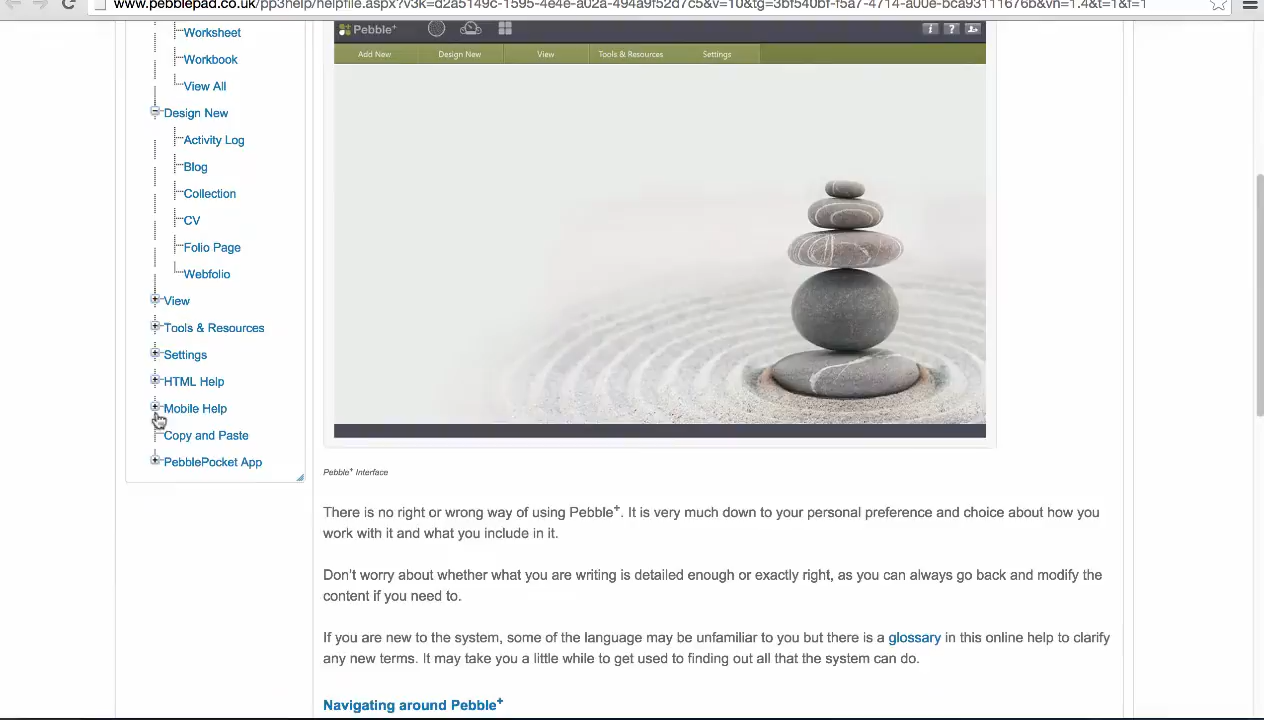 www.pebblepad.co.uk/pp3help/helpfile.aspx?v3k=d2a5149c-1595-4e4e-a02a-494a9f52d7c5&v=10&tg=3bf540bf-f5a7-4714-a00e-bca93111676b&vn=1.4&t=1&f=1
Worksheet
Workbook
View All
Design New
Activity Log
Blog
Collection
CV
Folio Page
Webfolio
View
Tools & Resources
Settings
HTML Help
Mobile Help
Copy and Paste
PebblePocket App
Pebble+
Add New Design New View Tools & Resources Settings
Pebble+ Interface
There is no right or wrong way of using Pebble+. It is very much down to your personal preference and choice about how you
work with it and what you include in it.
Don't worry about whether what you are writing is detailed enough or exactly right, as you can always go back and modify the
content if you need to.
If you are new to the system, some of the language may be unfamiliar to you but there is a glossary in this online help to clarify
any new terms. It may take you a little while to get used to finding out all that the system can do.
Navigating around Pebble+